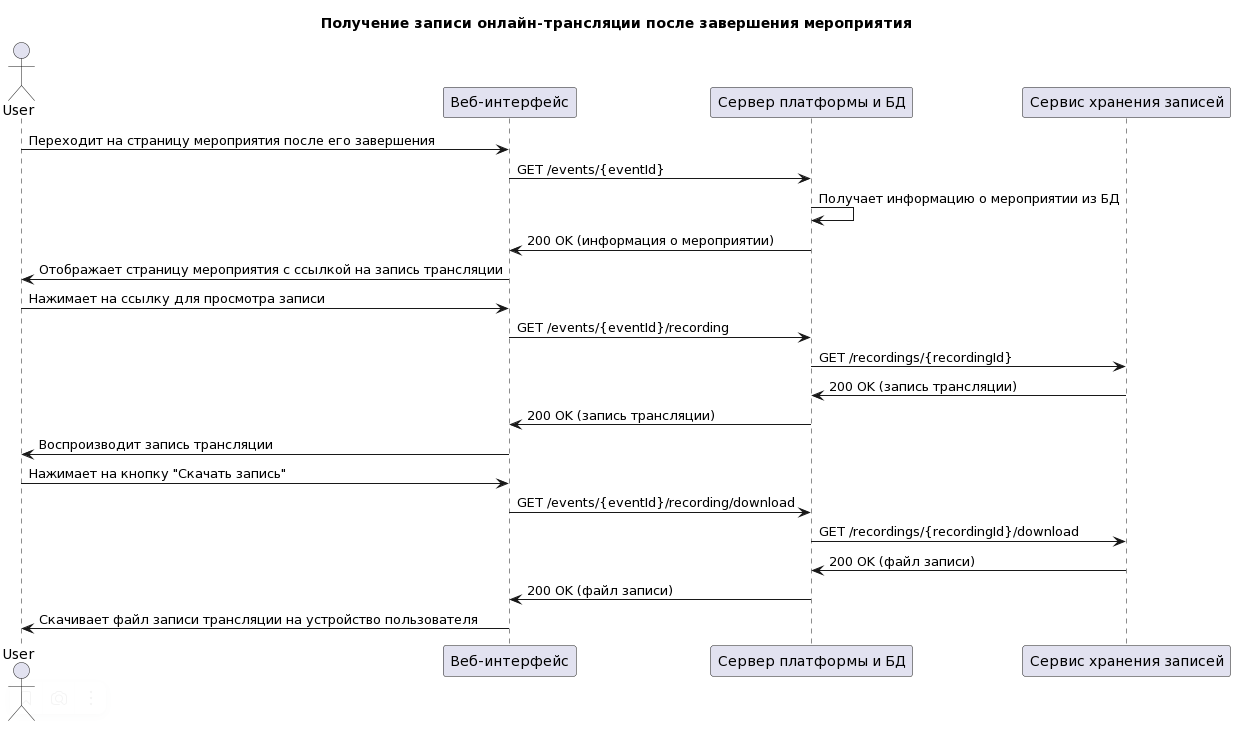 Получение записи онлайн-трансляции после завершения мероприятия
User
Веб-интерфейс
Сервер платформы и БД
Сервис хранения записей
Переходит на страницу мероприятия после его завершения
GET /events/{eventId}
Получает информацию о мероприятии из БД
200 OK (информация о мероприятии)
Отображает страницу мероприятия с ссылкой на запись трансляции
Нажимает на ссылку для просмотра записи
GET /events/{eventId}/recording
GET /recordings/{recordingId}
200 OK (запись трансляции)
200 OK (запись трансляции)
Воспроизводит запись трансляции
Нажимает на кнопку "Скачать запись"
GET /events/{eventId}/recording/download
GET /recordings/{recordingId}/download
200 OK (файл записи)
200 OK (файл записи)
Скачивает файл записи трансляции на устройство пользователя
User
Веб-интерфейс
Сервер платформы и БД
Сервис хранения записей